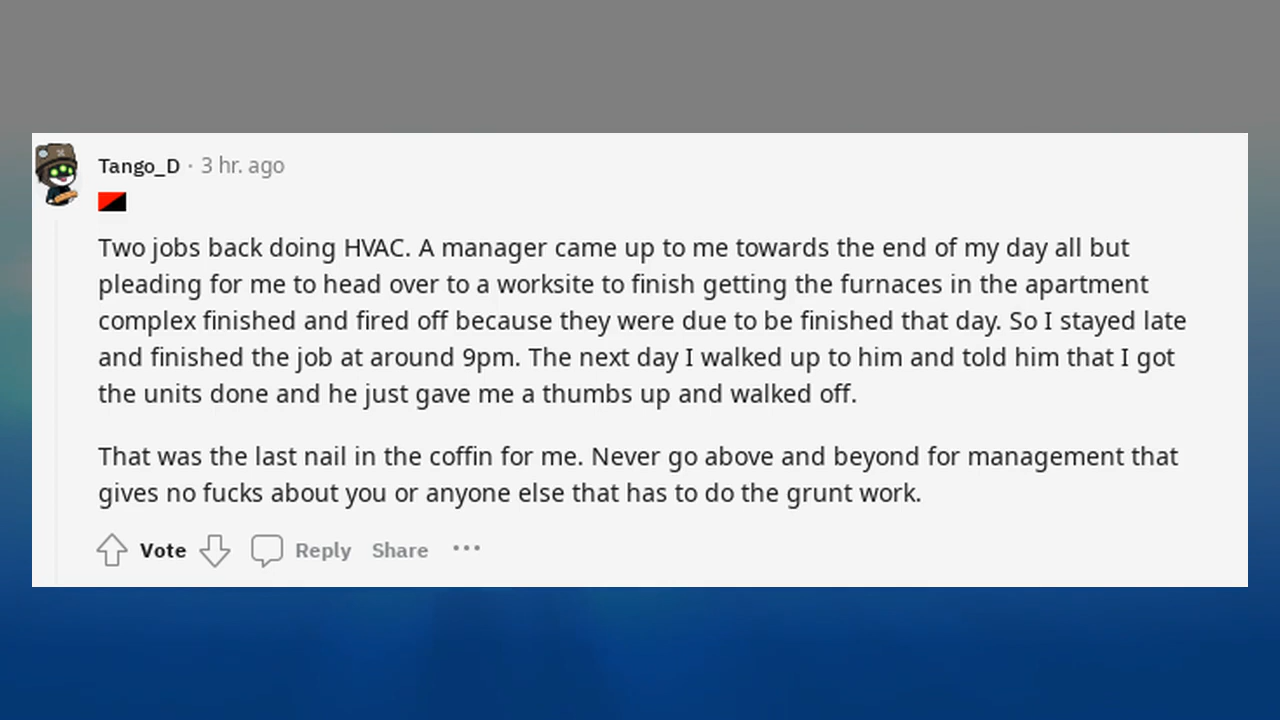 Tango_D · 3 hr. ago
Two jobs back doing HVAC. A manager came up to me towards the end of my day all but
pleading for me to head over to a worksite to finish getting the furnaces in the apartment
complex finished and fired off because they were due to be finished that day. So I stayed late
and finished the job at around 9pm. The next day I walked up to him and told him that I got
the units done and he just gave me a thumbs up and walked off.
That was the last nail in the coffin for me. Never go above and beyond for management that
gives no fucks about you or anyone else that has to do the grunt work.
Vote Reply Share •••